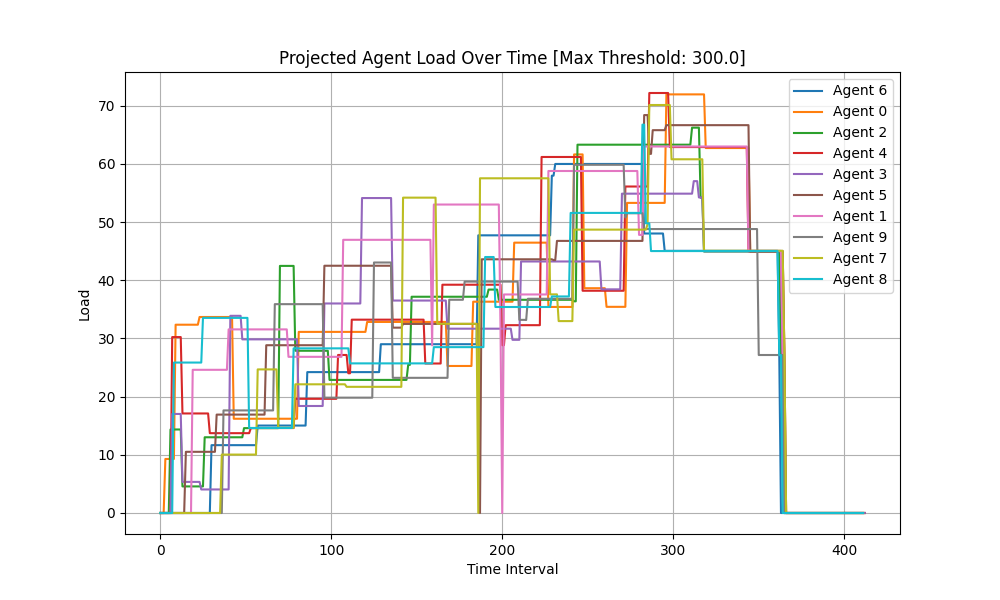 Projected Agent Load Over Time [Max Threshold: 300.0]
Load
70
60
50
40
30
20
10
0
0 100 200 300 400
Time Interval
Agent 6
Agent 0
Agent 2
Agent 4
Agent 3
Agent 5
Agent 1
Agent 9
Agent 7
Agent 8